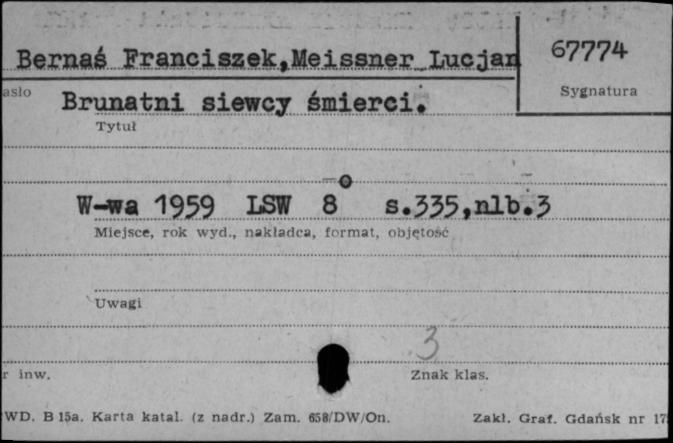 Bernaś Franciszek,Meissner Lucjan
67774
asło
Sygnatura
Brunatni siewcy śmierci.
Tytuł
W-wa 1959 LSW 8° s.335,nlb.3
Miejsce, rok wyd., nakładca, format, objętość
Uwagi
3
r inw.
Znak klas.
WD. B 15a. Karta katal. (z nadr.) Zam. 658/DW/On.
Zakł. Graf. Gdańsk nr 17